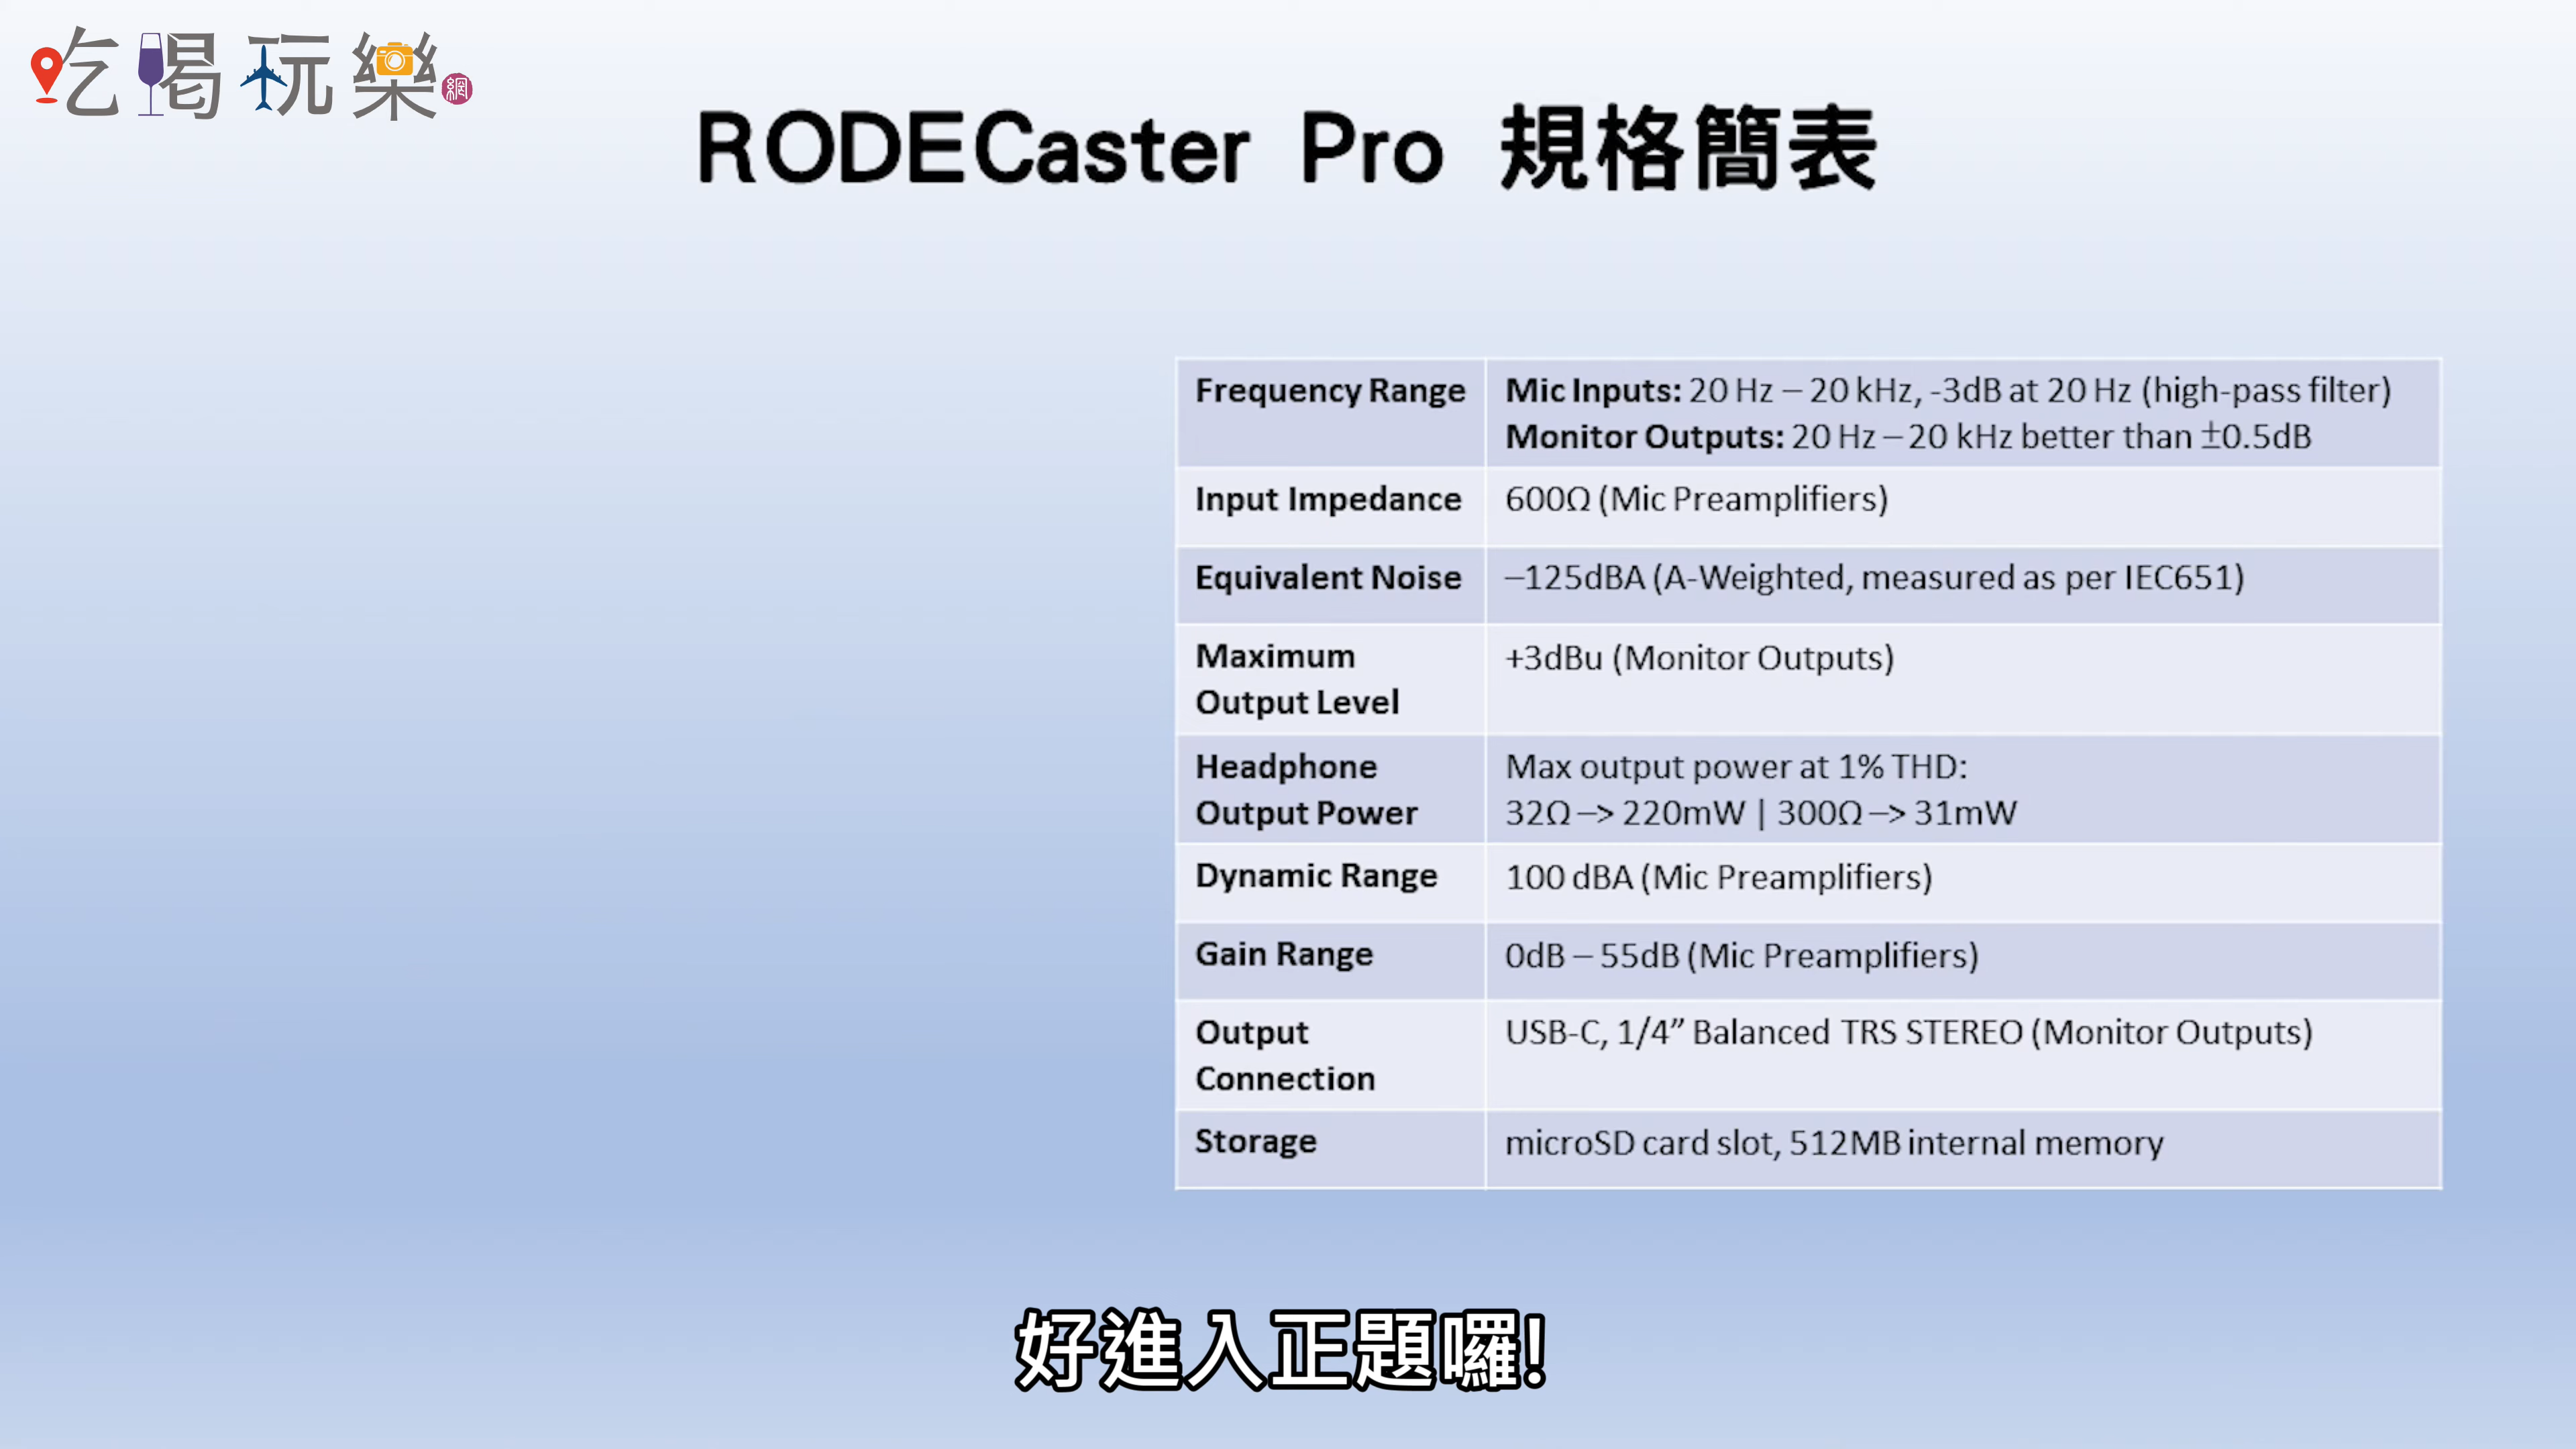 吃喝玩樂網
RODECaster Pro 規格簡表
Frequency Range
Mic Inputs: 20 Hz – 20 kHz, -3dB at 20 Hz (high-pass filter)
Monitor Outputs: 20 Hz – 20 kHz better than ±0.5dB
Input Impedance
600Ω (Mic Preamplifiers)
Equivalent Noise
–125dBA (A-Weighted, measured as per IEC651)
Maximum
Output Level
+3dBu (Monitor Outputs)
Headphone
Output Power
Max output power at 1% THD:
32Ω –> 220mW | 300Ω –> 31mW
Dynamic Range
100 dBA (Mic Preamplifiers)
Gain Range
0dB – 55dB (Mic Preamplifiers)
Output
Connection
USB-C, 1/4” Balanced TRS STEREO (Monitor Outputs)
Storage
microSD card slot, 512MB internal memory
好進入正題囉!